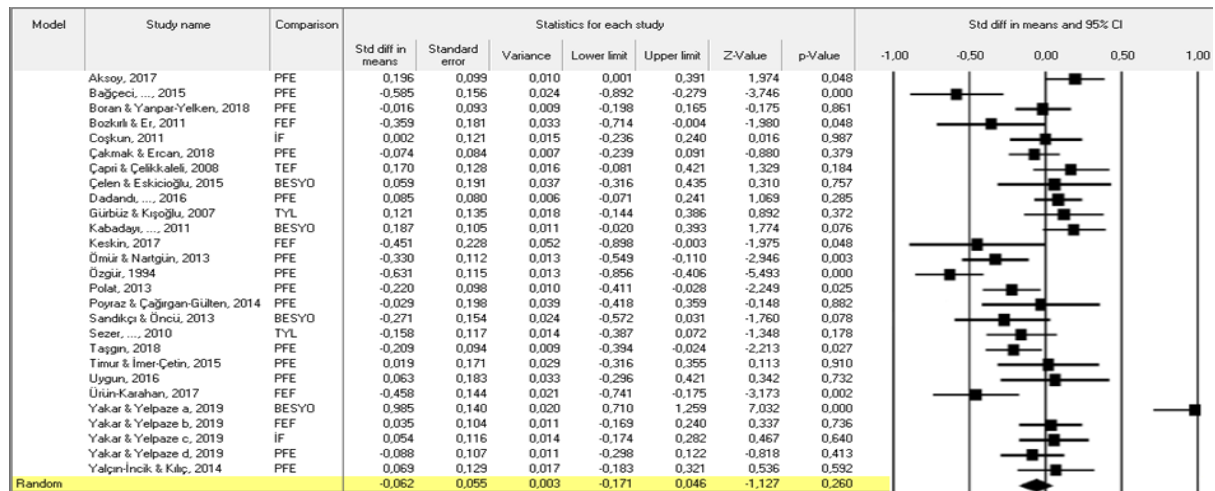 Model Study name Comparison Statistics for each study Std diff in means and 95% CI
Std diff in means Standard error Variance Lower limit Upper limit Z-Value p-Value -1,00 -0,50 0,00 0,50 1,00
Aksoy, 2017 PFE 0,196 0,099 0,010 0,001 0,391 1,974 0,048
Bağçeci, ..., 2015 PFE -0,585 0,156 0,024 -0,892 -0,279 -3,746 0,000
Boran & Yanpar-Yelken, 2018 PFE -0,016 0,093 0,009 -0,198 0,165 -0,175 0,861
Bozkırlı & Er, 2011 FEF -0,359 0,181 0,033 -0,714 -0,004 -1,980 0,048
Coşkun, 2011 İF 0,002 0,121 0,015 -0,236 0,240 0,016 0,987
Çakmak & Ercan, 2018 PFE -0,074 0,084 0,007 -0,239 0,091 -0,880 0,379
Çapri & Çelikkaleli, 2008 TEF 0,170 0,128 0,016 -0,081 0,421 1,329 0,184
Çelen & Eskicioğlu, 2015 BESYO 0,059 0,191 0,037 -0,316 0,435 0,310 0,757
Dadandı, ..., 2016 PFE 0,085 0,080 0,006 -0,071 0,241 1,069 0,285
Gürbüz & Kışoğlu, 2007 TYL 0,121 0,135 0,018 -0,144 0,386 0,892 0,372
Kabadayı, ..., 2011 BESYO 0,187 0,105 0,011 -0,020 0,393 1,774 0,076
Keskin, 2017 FEF -0,451 0,228 0,052 -0,898 -0,003 -1,975 0,048
Ömür & Nartgün, 2013 PFE -0,330 0,112 0,013 -0,549 -0,110 -2,946 0,003
Özgür, 1994 PFE -0,631 0,115 0,013 -0,856 -0,406 -5,493 0,000
Polat, 2013 PFE -0,220 0,098 0,010 -0,411 -0,028 -2,249 0,025
Poyraz & Çağırgan-Gülten, 2014 PFE -0,029 0,198 0,039 -0,418 0,359 -0,148 0,882
Sandıkçı & Öncü, 2013 BESYO -0,271 0,154 0,024 -0,572 0,031 -1,760 0,078
Sezer, ..., 2010 TYL -0,158 0,117 0,014 -0,387 0,072 -1,348 0,178
Taşgın, 2018 PFE -0,209 0,094 0,009 -0,394 -0,024 -2,213 0,027
Timur & İmer-Çetin, 2015 PFE 0,019 0,171 0,029 -0,316 0,355 0,113 0,910
Uygun, 2016 PFE 0,063 0,183 0,033 -0,296 0,421 0,342 0,732
Ürün-Karahan, 2017 FEF -0,458 0,144 0,021 -0,741 -0,175 -3,173 0,002
Yakar & Yelpaze a, 2019 BESYO 0,985 0,140 0,020 0,710 1,259 7,032 0,000
Yakar & Yelpaze b, 2019 FEF 0,035 0,104 0,011 -0,169 0,240 0,337 0,736
Yakar & Yelpaze c, 2019 İF 0,054 0,116 0,014 -0,174 0,282 0,467 0,640
Yakar & Yelpaze d, 2019 PFE -0,088 0,107 0,011 -0,298 0,122 -0,818 0,413
Yalçın-İncik & Kılıç, 2014 PFE 0,069 0,129 0,017 -0,183 0,321 0,536 0,592
Random -0,062 0,055 0,003 -0,171 0,046 -1,127 0,260